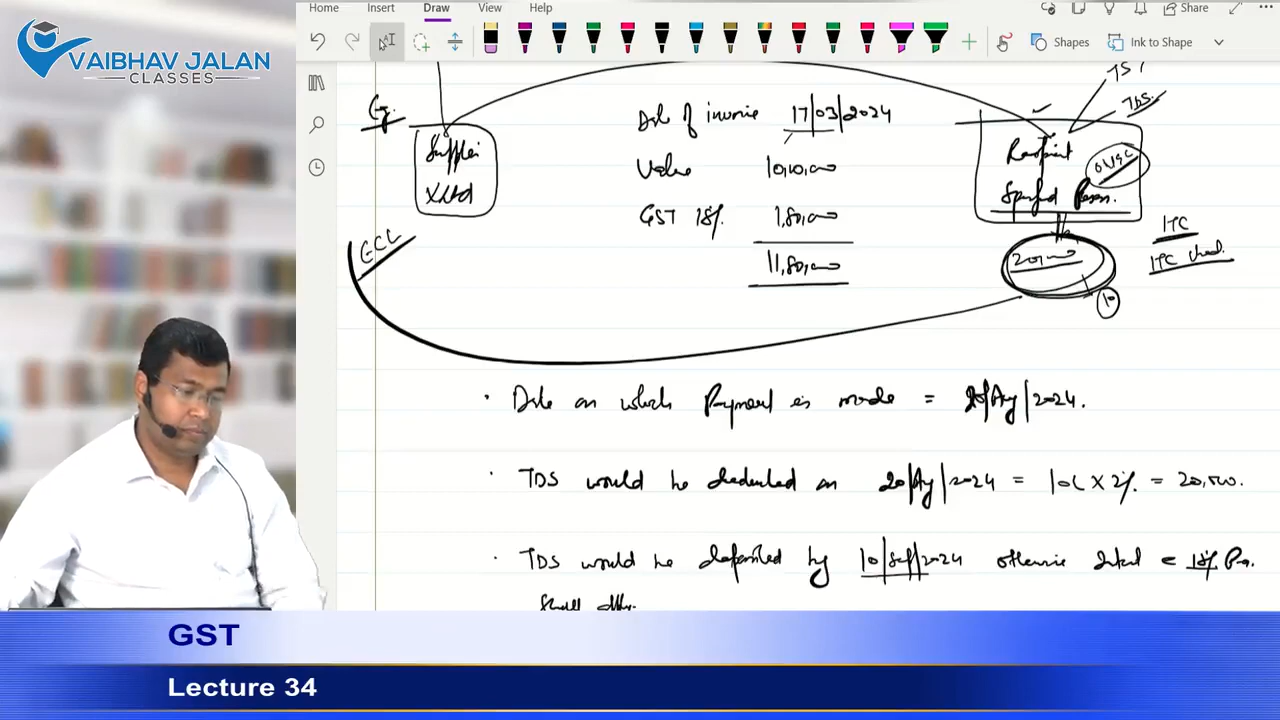 VAIBHAV JALAN
CLASSES
Home Insert Draw View Help
Share
Shapes
Ink to Shape
TDS.
Eg.
Date of invoice 17/03/2024
Value 10,00,000
GST 18% 1,80,000
11,80,000
Supplier
X Ltd
Recipient
Specified Person.
ECL
20,000
10
ITC
ITC
· Date on which Payment is made = 20/Aug/2024.
· TDS would be deducted on 20/Aug/2024 = 10L X 2% = 20,000.
· TDS would be deposited by 10/Sep/2024 otherwise Interest @ 18% P.a.
GST
Lecture 34